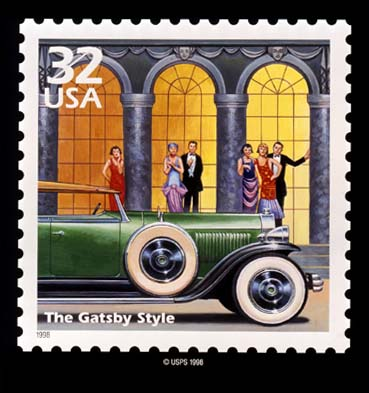 32
USA
The Gatsby Style
1998
© USPS 1998